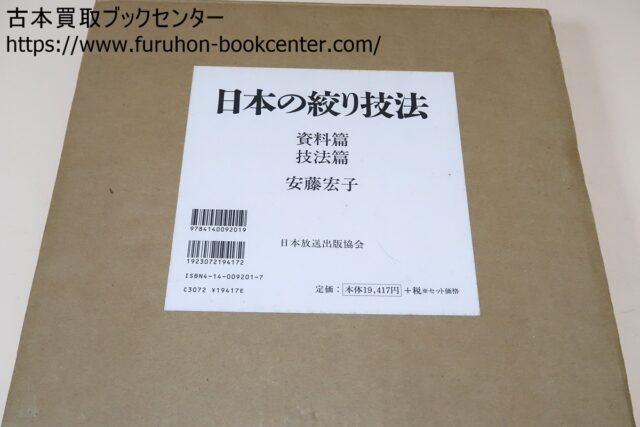 古本買取ブックセンター
https://www.furuhon-bookcenter.com/
日本の絞り技法
資料篇
技法篇
安藤宏子
9784140092019
1923072194172
日本放送出版協会
ISBN4-14-009201-7
C3072 ¥19417E
定価：本体19,417円＋税※セット価格